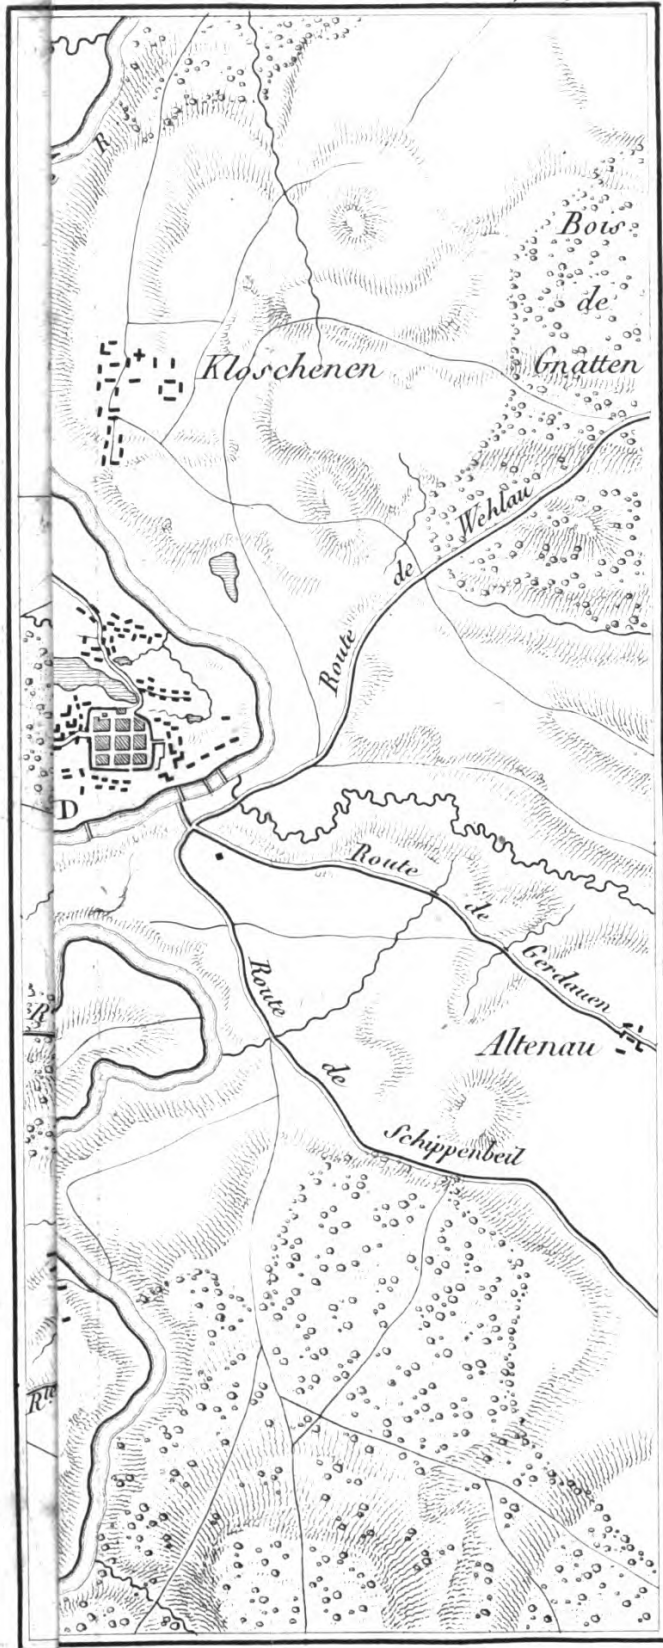 R
Bois
de
Gnatten
Kloschenen
Route de Wehlau
D
Route de Gerdauen
R
Route de Schippenbeil
Altenau